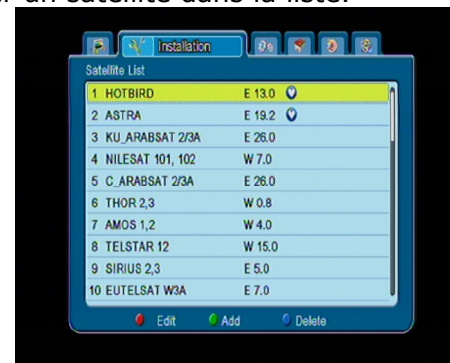 r un satellite dans la liste.
Installation
Satellite List
1 HOTBIRD E 13.0
2 ASTRA E 19.2
3 KU_ARABSAT 2/3A E 26.0
4 NILESAT 101, 102 W 7.0
5 C_ARABSAT 2/3A E 26.0
6 THOR 2,3 W 0.8
7 AMOS 1,2 W 4.0
8 TELSTAR 12 W 15.0
9 SIRIUS 2,3 E 5.0
10 EUTELSAT W3A E 7.0
Edit Add Delete